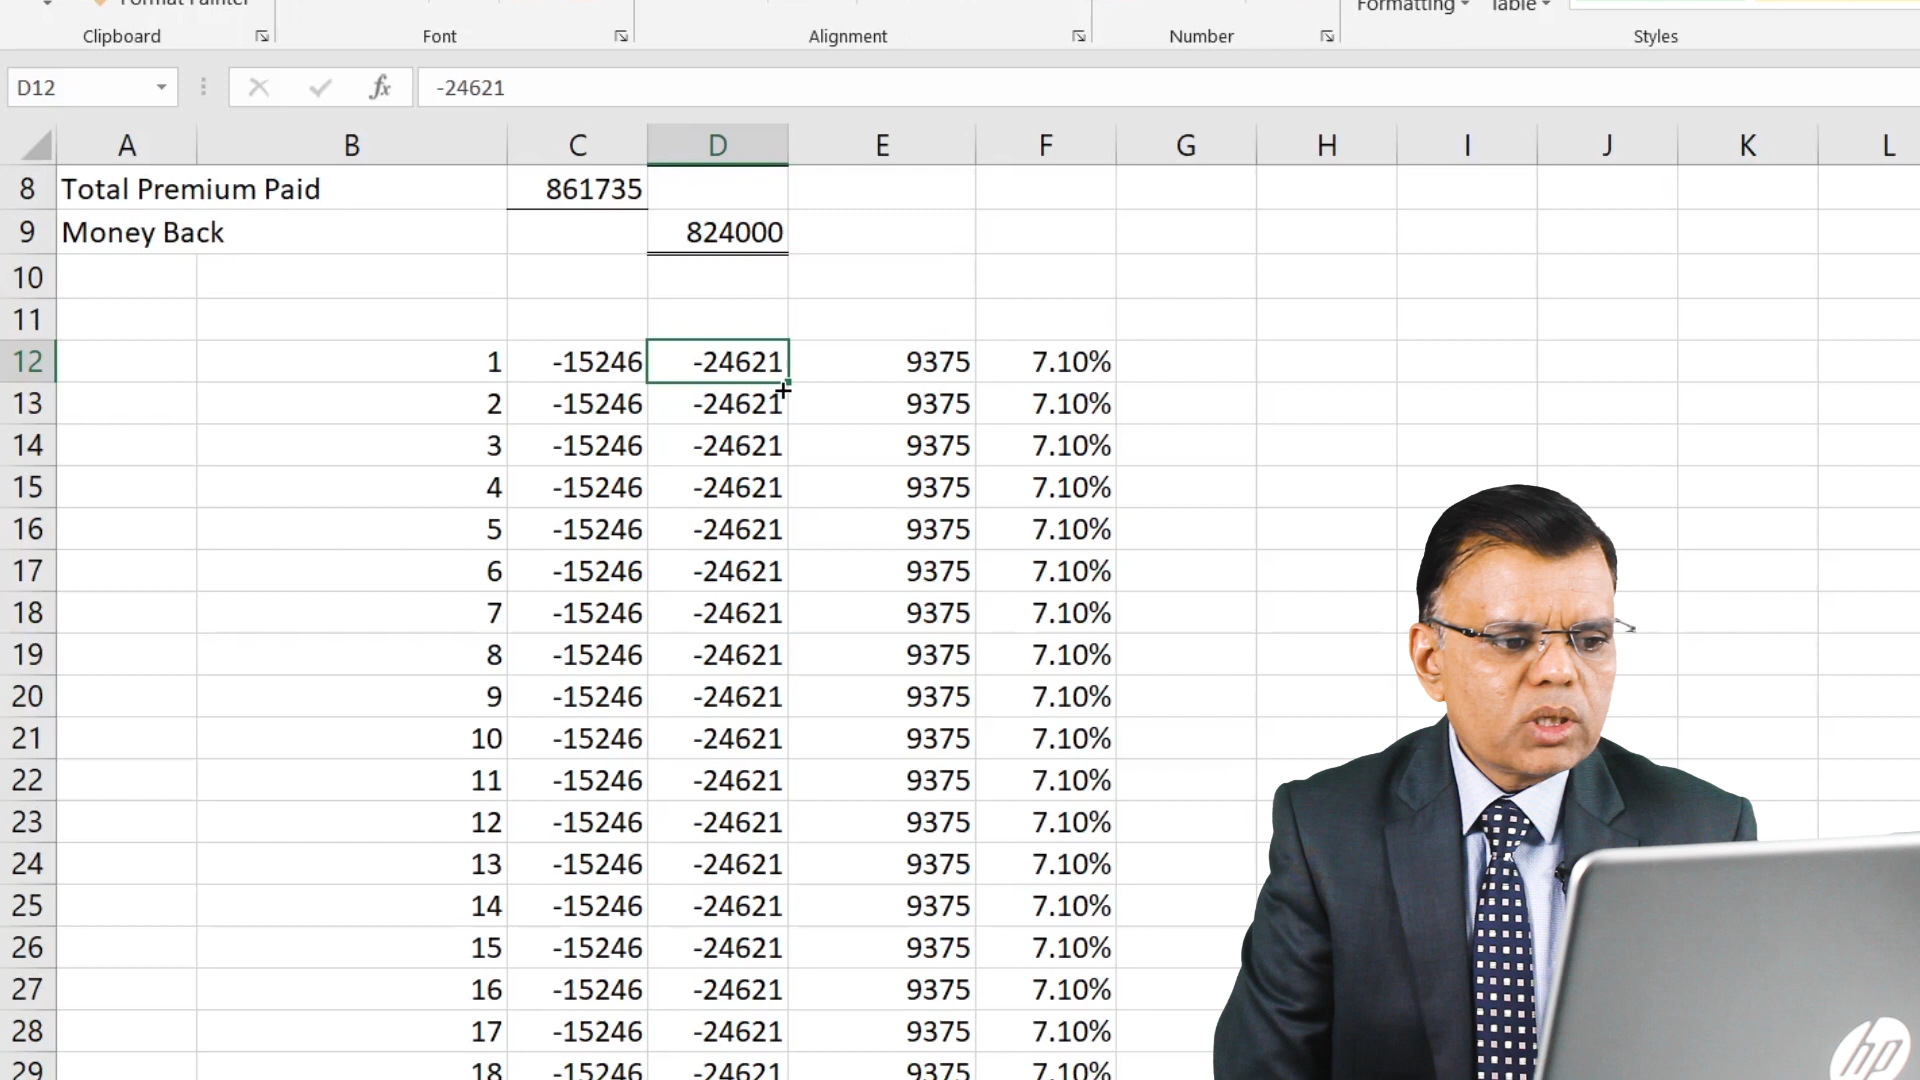 Format Painter
Formatting Table
Clipboard Font Alignment Number Styles
D12 fx -24621
A B C D E F G H I J K L
8 Total Premium Paid 861735
9 Money Back 824000
10
11
12 1 -15246 -24621 9375 7.10%
13 2 -15246 -24621 9375 7.10%
14 3 -15246 -24621 9375 7.10%
15 4 -15246 -24621 9375 7.10%
16 5 -15246 -24621 9375 7.10%
17 6 -15246 -24621 9375 7.10%
18 7 -15246 -24621 9375 7.10%
19 8 -15246 -24621 9375 7.10%
20 9 -15246 -24621 9375 7.10%
21 10 -15246 -24621 9375 7.10%
22 11 -15246 -24621 9375 7.10%
23 12 -15246 -24621 9375 7.10%
24 13 -15246 -24621 9375 7.10%
25 14 -15246 -24621 9375 7.10%
26 15 -15246 -24621 9375 7.10%
27 16 -15246 -24621 9375 7.10%
28 17 -15246 -24621 9375 7.10%
29 18 -15246 -24621 9375 7.10%
hp